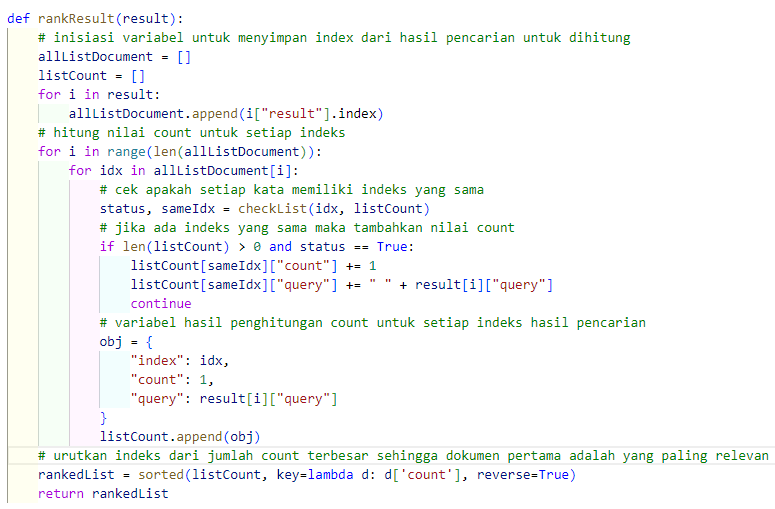 def rankResult(result):
    # inisiasi variabel untuk menyimpan index dari hasil pencarian untuk dihitung
    allListDocument = []
    listCount = []
    for i in result:
        allListDocument.append(i["result"].index)
    # hitung nilai count untuk setiap indeks
    for i in range(len(allListDocument)):
        for idx in allListDocument[i]:
            # cek apakah setiap kata memiliki indeks yang sama
            status, sameIdx = checkList(idx, listCount)
            # jika ada indeks yang sama maka tambahkan nilai count
            if len(listCount) > 0 and status == True:
                listCount[sameIdx]["count"] += 1
                listCount[sameIdx]["query"] += " " + result[i]["query"]
                continue
            # variabel hasil penghitungan count untuk setiap indeks hasil pencarian
            obj = {
                "index": idx,
                "count": 1,
                "query": result[i]["query"]
            }
            listCount.append(obj)
    # urutkan indeks dari jumlah count terbesar sehingga dokumen pertama adalah yang paling relevan
    rankedList = sorted(listCount, key=lambda d: d['count'], reverse=True)
    return rankedList